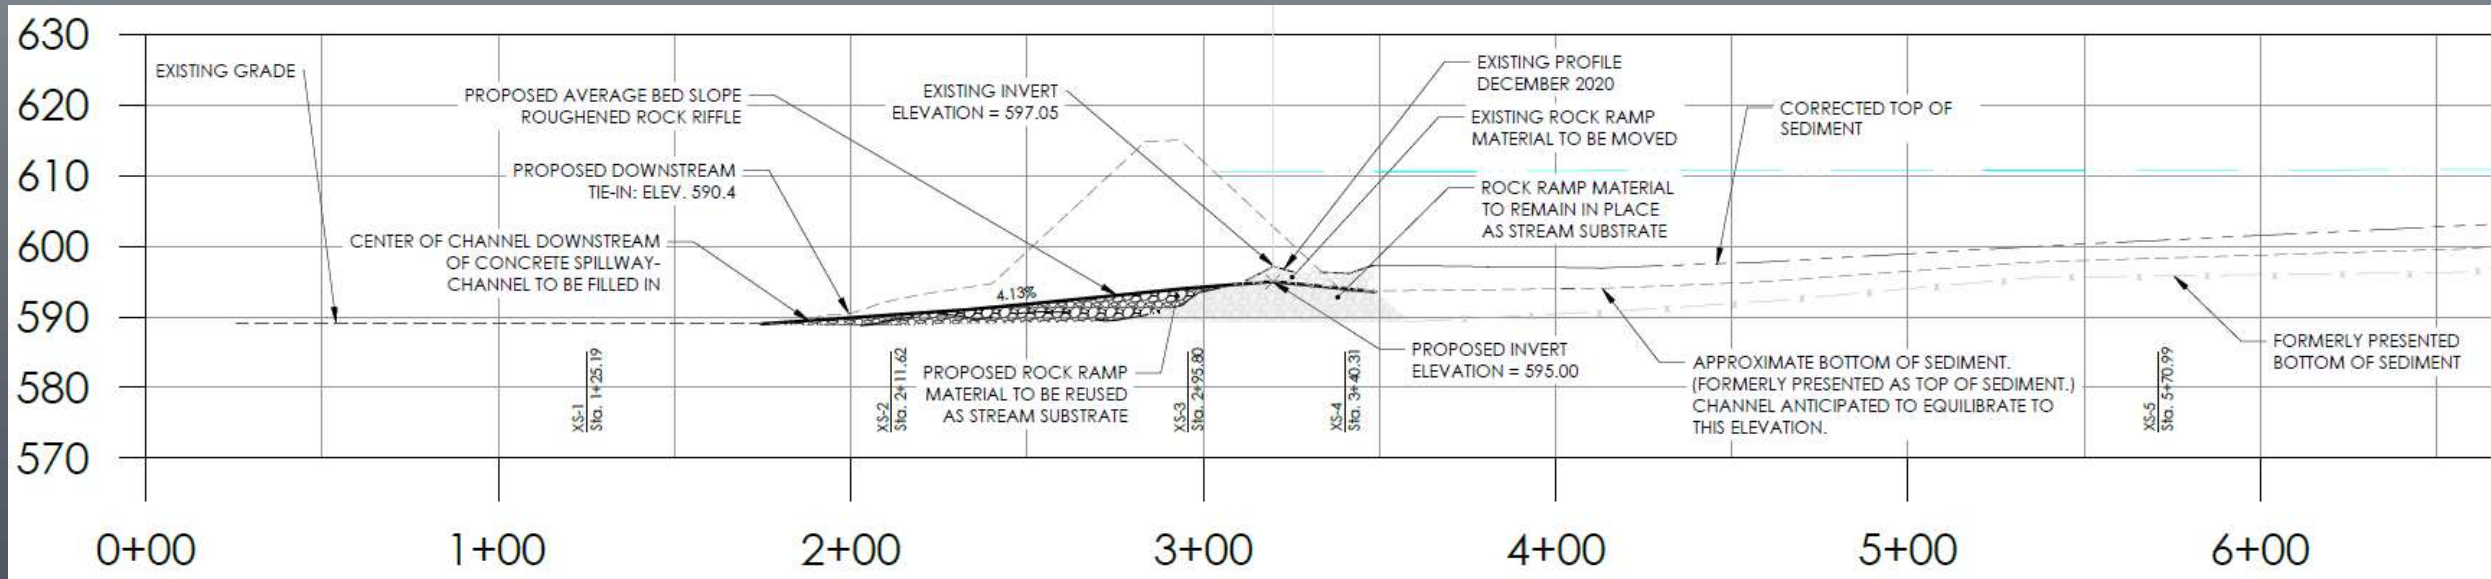 630
620
610
600
590
580
570
EXISTING GRADE
PROPOSED AVERAGE BED SLOPE
ROUGHENED ROCK RIFFLE
PROPOSED DOWNSTREAM
TIE-IN: ELEV. 590.4
CENTER OF CHANNEL DOWNSTREAM
OF CONCRETE SPILLWAY-
CHANNEL TO BE FILLED IN
EXISTING INVERT
ELEVATION = 597.05
4.13%
EXISTING PROFILE
DECEMBER 2020
EXISTING ROCK RAMP
MATERIAL TO BE MOVED
ROCK RAMP MATERIAL
TO REMAIN IN PLACE
AS STREAM SUBSTRATE
CORRECTED TOP OF
SEDIMENT
PROPOSED ROCK RAMP
MATERIAL TO BE REUSED
AS STREAM SUBSTRATE
PROPOSED INVERT
ELEVATION = 595.00
APPROXIMATE BOTTOM OF SEDIMENT.
(FORMERLY PRESENTED AS TOP OF SEDIMENT.)
CHANNEL ANTICIPATED TO EQUILIBRATE TO
THIS ELEVATION.
FORMERLY PRESENTED
BOTTOM OF SEDIMENT
XS-1
Sta. 1+25.19
XS-2
Sta. 2+11.62
XS-3
Sta. 2+95.80
XS-4
Sta. 3+40.31
XS-5
Sta. 5+70.99
0+00
1+00
2+00
3+00
4+00
5+00
6+00